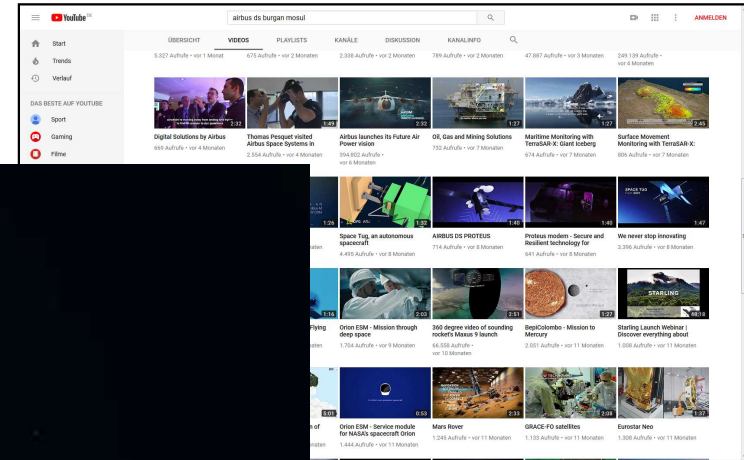 YouTube DE
airbus ds burgan mosul
ANMELDEN
ÜBERSICHT VIDEOS PLAYLISTS KANÄLE DISKUSSION KANALINFO
Start
Trends
Verlauf
DAS BESTE AUF YOUTUBE
Sport
Gaming
Filme
5.327 Aufrufe • vor 1 Monat
675 Aufrufe • vor 2 Monaten
2.338 Aufrufe • vor 2 Monaten
789 Aufrufe • vor 2 Monaten
47.887 Aufrufe • vor 3 Monaten
249.139 Aufrufe •
vor 4 Monaten
2:32
Digital Solutions by Airbus
669 Aufrufe • vor 4 Monaten
1:49
Thomas Pesquet visited
Airbus Space Systems in
2.554 Aufrufe • vor 4 Monaten
2:32
Airbus launches its Future Air
Power vision
594.802 Aufrufe •
vor 6 Monaten
1:27
Oil, Gas and Mining Solutions
752 Aufrufe • vor 7 Monaten
1:27
Maritime Monitoring with
TerraSAR-X: Giant Iceberg
674 Aufrufe • vor 7 Monaten
2:45
Surface Movement
Monitoring with TerraSAR-X:
806 Aufrufe • vor 7 Monaten
1:26
1:32
Space Tug, an autonomous
spacecraft
4.495 Aufrufe • vor 8 Monaten
1:40
AIRBUS DS PROTEUS
714 Aufrufe • vor 8 Monaten
1:40
Proteus modem - Secure and
Resilient technology for
641 Aufrufe • vor 8 Monaten
SPACE TUG
1:47
We never stop innovating
3.396 Aufrufe • vor 8 Monaten
1:16
Flying
2:03
Orion ESM - Mission through
deep space
1.704 Aufrufe • vor 9 Monaten
2:51
360 degree video of sounding
rocket's Maxus 9 launch
66.558 Aufrufe •
vor 10 Monaten
1:27
BepiColombo - Mission to
Mercury
2.051 Aufrufe • vor 11 Monaten
STARLING
48:18
Starling Launch Webinar |
Discover everything about
1.008 Aufrufe • vor 11 Monaten
5:01
n of
0:53
Orion ESM - Service module
for NASA's spacecraft Orion
1.444 Aufrufe • vor 11 Monaten
2:33
Mars Rover
1.245 Aufrufe • vor 11 Monaten
2:08
GRACE-FO satellites
1.133 Aufrufe • vor 11 Monaten
1:37
Eurostar Neo
1.308 Aufrufe • vor 11 Monaten